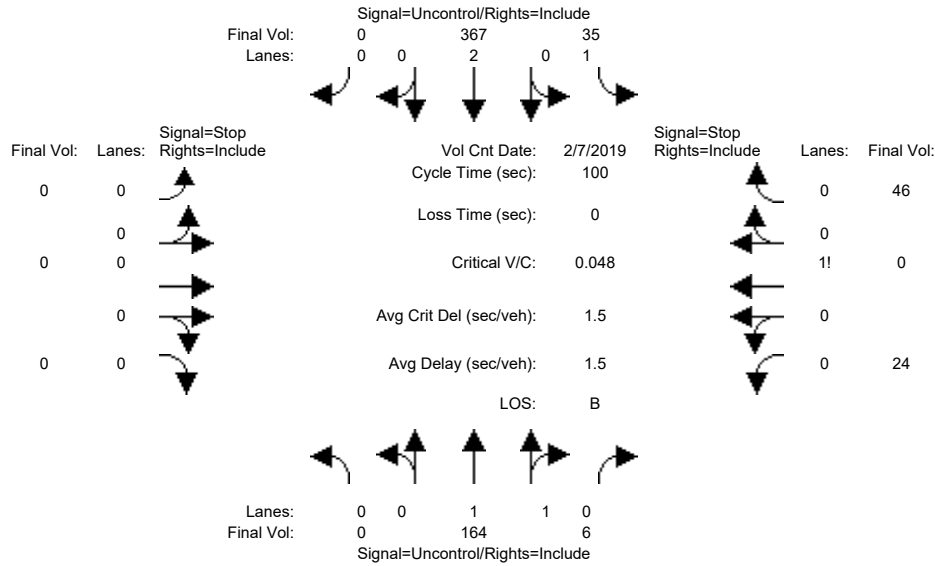 Signal=Uncontrol/Rights=Include
Final Vol: 0 367 35
Lanes: 0 0 2 0 1
Signal=Stop Signal=Stop
Final Vol: Lanes: Rights=Include Vol Cnt Date: 2/7/2019 Rights=Include Lanes: Final Vol:
Cycle Time (sec): 100
0 0 0 46
Loss Time (sec): 0
0 0
0 0 Critical V/C: 0.048 1! 0
0 Avg Crit Del (sec/veh): 1.5 0
0 0 Avg Delay (sec/veh): 1.5 0 24
LOS: B
Lanes: 0 0 1 1 0
Final Vol: 0 164 6
Signal=Uncontrol/Rights=Include